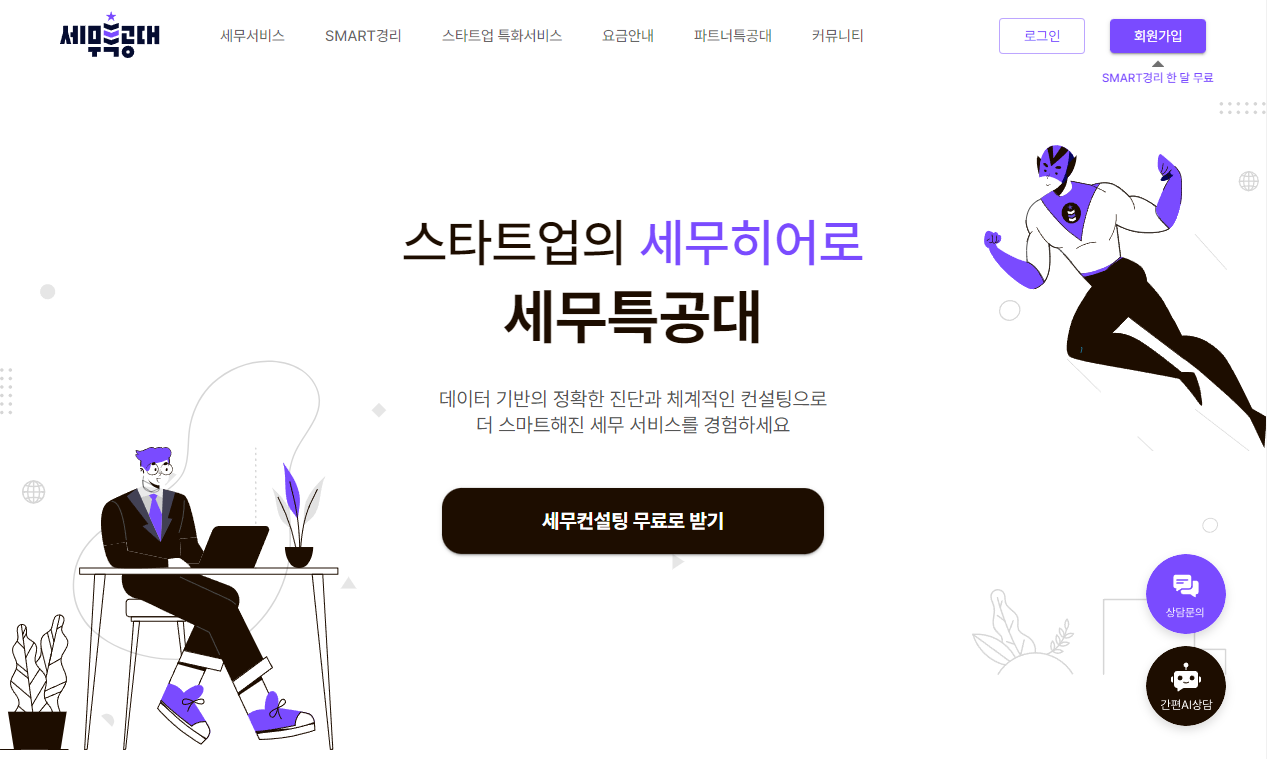 세무특공대
세무서비스
SMART경리
스타트업 특화서비스
요금안내
파트너특공대
커뮤니티
로그인
회원가입
SMART경리 한 달 무료
스타트업의 세무히어로
세무특공대
데이터 기반의 정확한 진단과 체계적인 컨설팅으로
더 스마트해진 세무 서비스를 경험하세요
세무컨설팅 무료로 받기
상담문의
간편AI상담